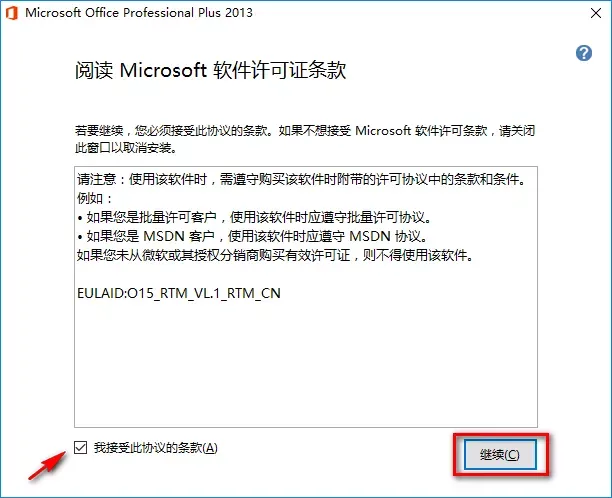 Microsoft Office Professional Plus 2013
?
阅读 Microsoft 软件许可证条款
若要继续，您必须接受此协议的条款。如果不想接受 Microsoft 软件许可条款，请关闭
此窗口以取消安装。
请注意：使用该软件时，需遵守购买该软件时附带的许可协议中的条款和条件。
例如：
• 如果您是批量许可客户，使用该软件时应遵守批量许可协议。
• 如果您是 MSDN 客户，使用该软件时应遵守 MSDN 协议。
如果您未从微软或其授权分销商购买有效许可证，则不得使用该软件。
EULAID:O15_RTM_VL.1_RTM_CN
我接受此协议的条款(A)
继续(C)